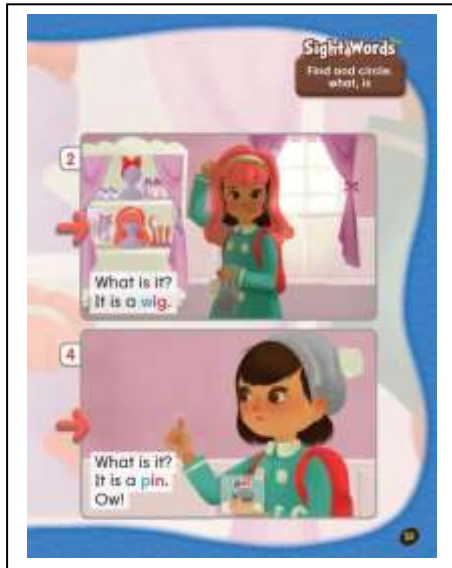 Sight Words
Find and circle.
what, is
2
What is it?
It is a wig.
4
What is it?
It is a pin.
Ow!